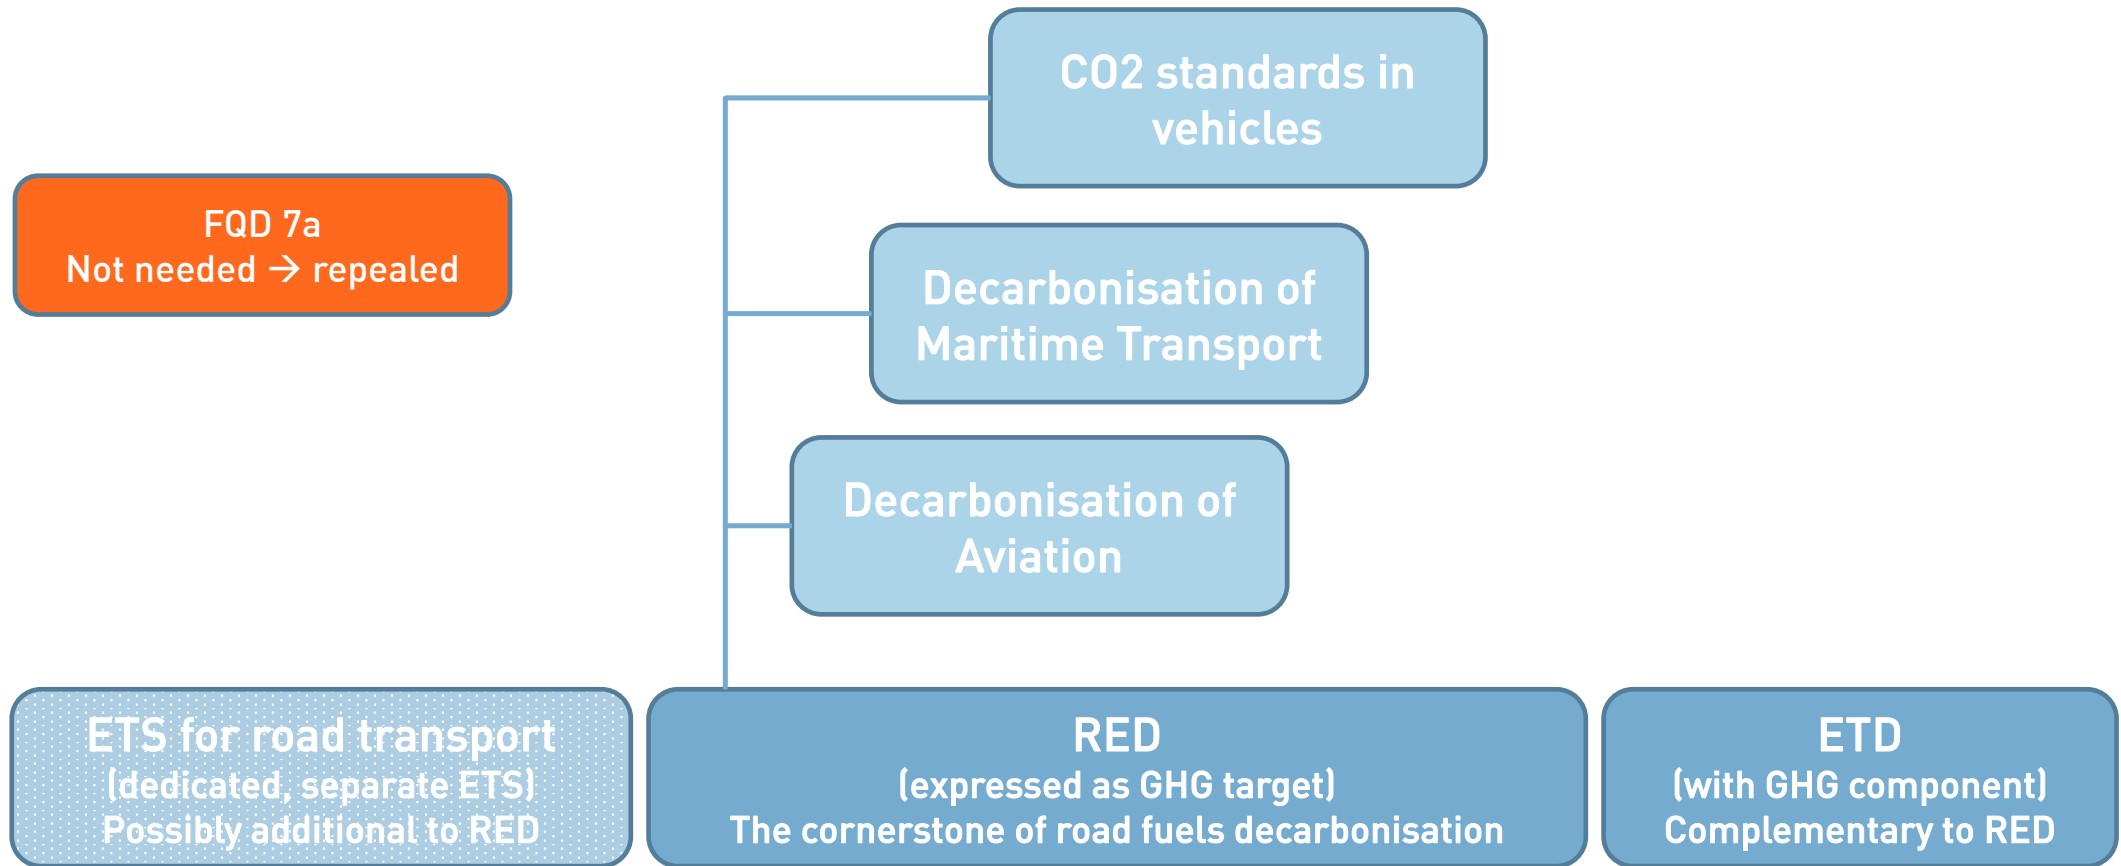 CO2 standards in
vehicles
FQD 7a
Not needed → repealed
Decarbonisation of
Maritime Transport
Decarbonisation of
Aviation
ETS for road transport
(dedicated, separate ETS)
Possibly additional to RED
RED
(expressed as GHG target)
The cornerstone of road fuels decarbonisation
ETD
(with GHG component)
Complementary to RED